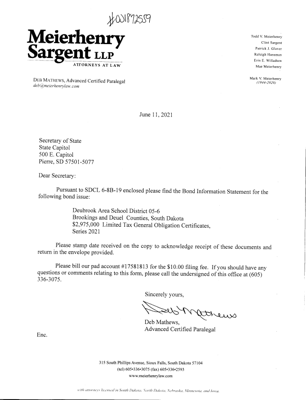 Meierhenry
Sargent LLP
ATTORNEYS AT LAW
Todd V. Meierhenry
Clint Sargent
Patrick J. Glover
Raleigh Hansman
Erin E. Willadsen
Mark V. Meierhenry
DEB MATHEWS, Advanced Certified Paralegal
deb@meierhenrylaw.com
June 11, 2021
Secretary of State
State Capitol
500 E. Capitol
Pierre, SD 57501-5077
Dear Secretary:
Pursuant to SDCL 6-8B-19 enclosed please find the Bond Information Statement for the
following bond issue:
Deubrook Area School District 05-6
Brookings and Deuel Counties, South Dakota
$2,975,000 Limited Tax General Obligation Certificates,
Series 2021
Please stamp date received on the copy to acknowledge receipt of these documents and
return in the envelope provided.
Please bill our pad account #17581813 for the $10.00 filing fee. If you should have any
questions or comments relating to this form, please call the undersigned of this office at (605)
336-3075.
Sincerely yours,
Deb Mathews
Deb Mathews,
Advanced Certified Paralegal
Enc.
315 South Phillips Avenue, Sioux Falls, South Dakota 57104
(tel) 605•336•3075 (fax) 605•336•2593
www.meierhenrylaw.com
with attorneys licensed in South Dakota, North Dakota, Nebraska, Minnesota, and Iowa